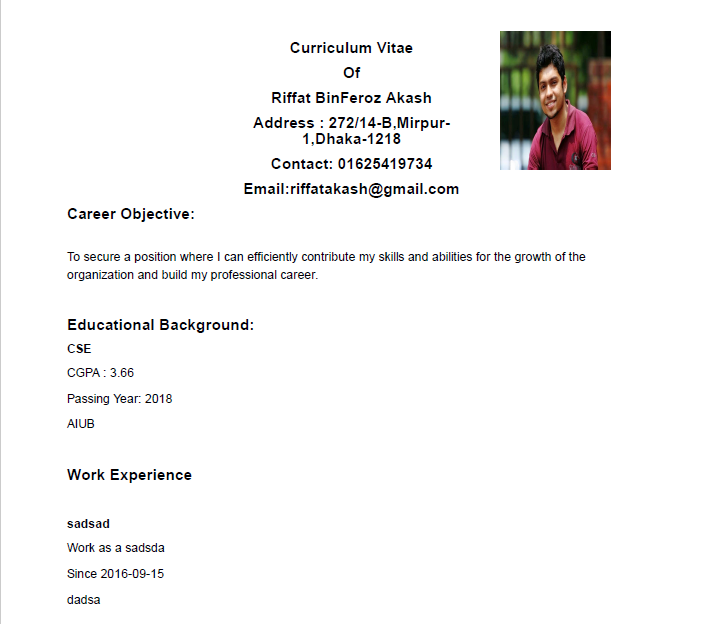 Curriculum Vitae
Of
Riffat BinFeroz Akash
Address : 272/14-B,Mirpur-
1,Dhaka-1218
Contact: 01625419734
Email:riffatakash@gmail.com
Career Objective:
To secure a position where I can efficiently contribute my skills and abilities for the growth of the
organization and build my professional career.
Educational Background:
CSE
CGPA : 3.66
Passing Year: 2018
AIUB
Work Experience
sadsad
Work as a sadsda
Since 2016-09-15
dadsa